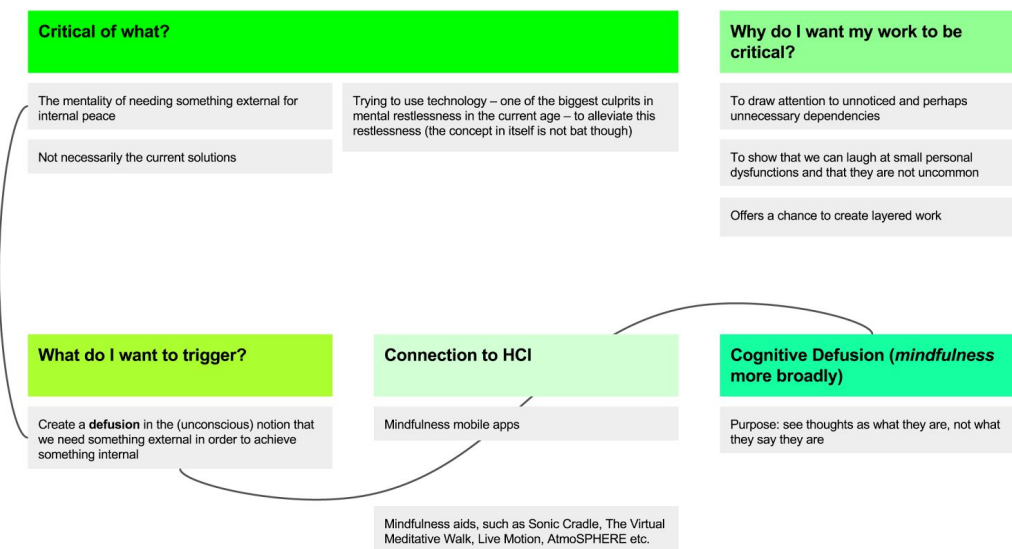 Critical of what?
The mentality of needing something external for
internal peace
Not necessarily the current solutions
Trying to use technology – one of the biggest culprits in
mental restlessness in the current age – to alleviate this
restlessness (the concept in itself is not bat though)
Why do I want my work to be
critical?
To draw attention to unnoticed and perhaps
unnecessary dependencies
To show that we can laugh at small personal
dysfunctions and that they are not uncommon
Offers a chance to create layered work
What do I want to trigger?
Create a defusion in the (unconscious) notion that
we need something external in order to achieve
something internal
Connection to HCI
Mindfulness mobile apps
Mindfulness aids, such as Sonic Cradle, The Virtual
Meditative Walk, Live Motion, AtmoSPHERE etc.
Cognitive Defusion (mindfulness
more broadly)
Purpose: see thoughts as what they are, not what
they say they are